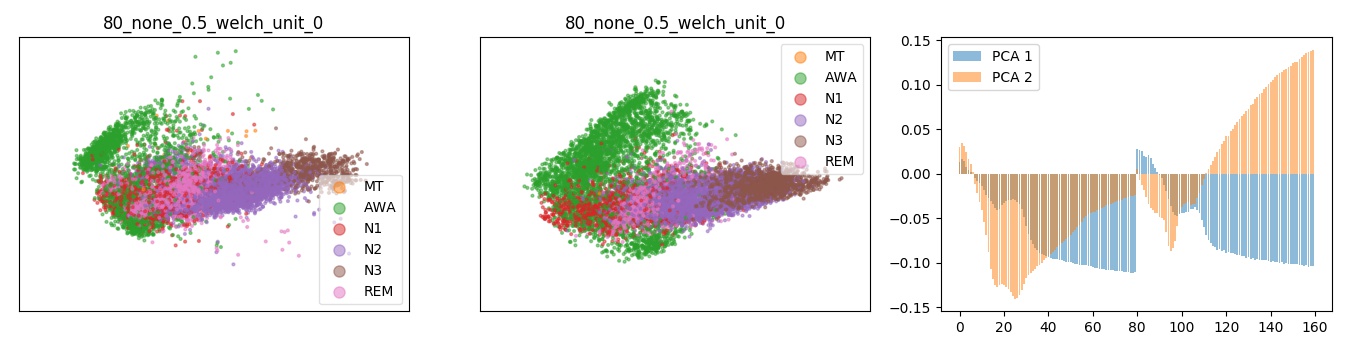 80_none_0.5_welch_unit_0
MT
AWA
N1
N2
N3
REM
80_none_0.5_welch_unit_0
MT
AWA
N1
N2
N3
REM
PCA 1
PCA 2
0.15
0.10
0.05
0.00
−0.05
−0.10
−0.15
0 20 40 60 80 100 120 140 160